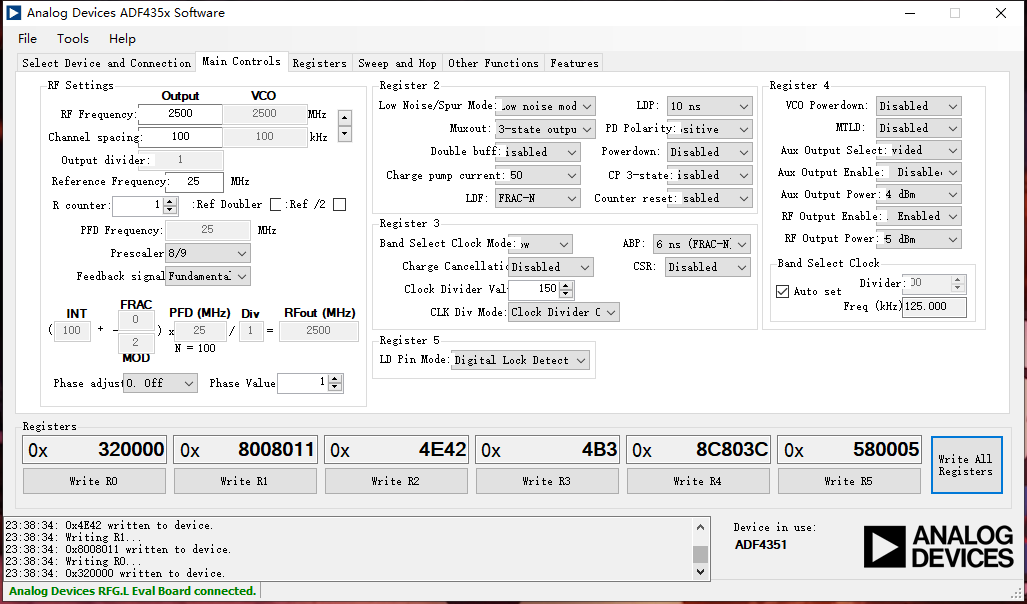 Analog Devices ADF435x Software
File Tools Help
Select Device and Connection Main Controls Registers Sweep and Hop Other Functions Features
RF Settings
Output VCO
RF Frequency: 2500 2500 MHz
Channel spacing: 100 100 kHz
Output divider: 1
Reference Frequency: 25 MHz
R counter: 1 :Ref Doubler :Ref /2
PFD Frequency: 25 MHz
Prescaler 8/9
Feedback signal Fundamental
INT FRAC PFD (MHz) Div RFout (MHz)
( 100 + 0 2 ) x 25 / 1 = 2500
MOD N = 100
Phase adjust 0. Off Phase Value 1
Register 2
Low Noise/Spur Mode: Low noise mod LDP: 10 ns
Muxout: 3-state outpu PD Polarity: sitive
Double buff: isabled Powerdown: Disabled
Charge pump current: 50 CP 3-state: isabled
LDF: FRAC-N Counter reset: sabled
Register 3
Band Select Clock Mode: ow ABP: 6 ns (FRAC-N)
Charge Cancellatio Disabled CSR: Disabled
Clock Divider Val 150
CLK Div Mode: Clock Divider O
Register 5
LD Pin Mode: Digital Lock Detect
Register 4
VCO Powerdown: Disabled
MTLD: Disabled
Aux Output Select: vided
Aux Output Enable: Disable
Aux Output Power: 4 dBm
RF Output Enable: Enabled
RF Output Power: 5 dBm
Band Select Clock
Auto set Divider: 00
Freq (kHz) 125.000
Registers
0x 320000 0x 8008011 0x 4E42 0x 4B3 0x 8C803C 0x 580005
Write R0 Write R1 Write R2 Write R3 Write R4 Write R5
Write All
Registers
23:38:34: 0x4E42 written to device.
23:38:34: Writing R1...
23:38:34: 0x8008011 written to device.
23:38:34: Writing R0...
23:38:34: 0x320000 written to device.
Device in use:
ADF4351
ANALOG
DEVICES
Analog Devices RFG.L Eval Board connected.